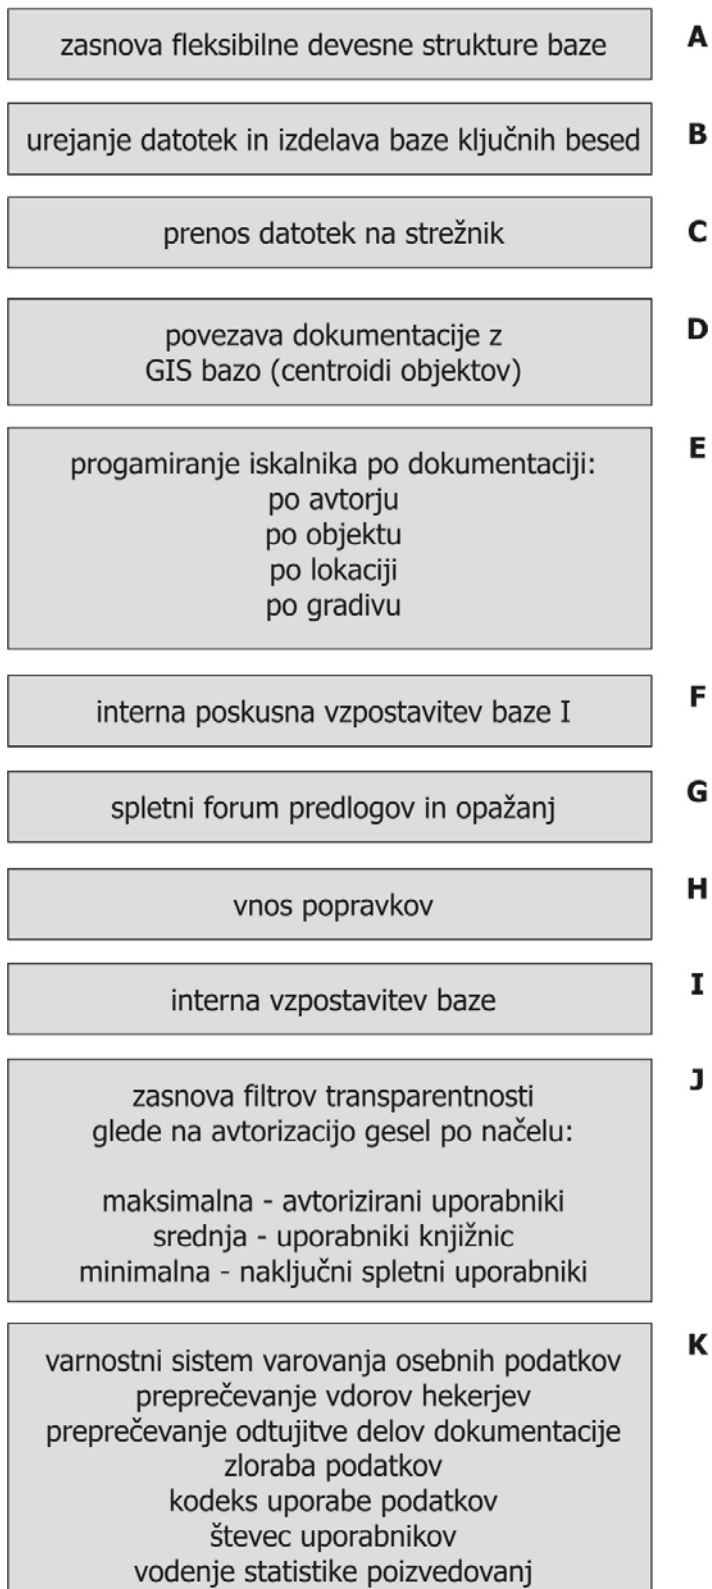 zasnova fleksibilne devesne strukture baze
A
urejanje datotek in izdelava baze ključnih besed
B
prenos datotek na strežnik
C
povezava dokumentacije z
D
GIS bazo (centroidi objektov)
progamiranje iskalnika po dokumentaciji:
E
po avtorju
po objektu
po lokaciji
po gradivu
interna poskusna vzpostavitev baze I
F
spletni forum predlogov in opažanj
G
vnos popravkov
H
interna vzpostavitev baze
I
zasnova filtrov transparentnosti
J
glede na avtorizacijo gesel po načelu:
maksimalna - avtorizirani uporabniki
srednja - uporabniki knjižnic
minimalna - naključni spletni uporabniki
varnostni sistem varovanja osebnih podatkov
K
preprečevanje vdorov hekerjev
preprečevanje odtujitve delov dokumentacije
zloraba podatkov
kodeks uporabe podatkov
števec uporabnikov
vodenje statistike poizvedovanj